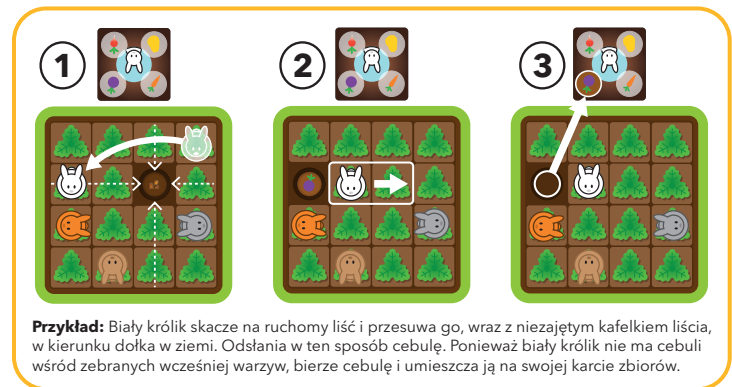 1
2
3
Przykład: Biały królik skacze na ruchomy liść i przesuwa go, wraz z niezajętym kafelkiem liścia,
w kierunku dołka w ziemi. Odsłania w ten sposób cebulę. Ponieważ biały królik nie ma cebuli
wśród zebranych wcześniej warzyw, bierze cebulę i umieszcza ją na swojej karcie zbiorów.